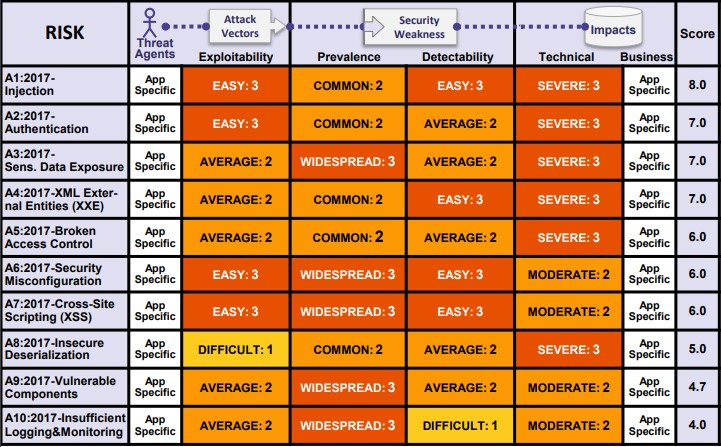 RISK
Threat
Agents
Attack
Vectors
Security
Weakness
Impacts
Score
Exploitability
Prevalence
Detectability
Technical
Business
A1:2017-
Injection
App
Specific
EASY: 3
COMMON: 2
EASY: 3
SEVERE: 3
App
Specific
8.0
A2:2017-
Authentication
App
Specific
EASY: 3
COMMON: 2
AVERAGE: 2
SEVERE: 3
App
Specific
7.0
A3:2017-
Sens. Data Exposure
App
Specific
AVERAGE: 2
WIDESPREAD: 3
AVERAGE: 2
SEVERE: 3
App
Specific
7.0
A4:2017-XML Exter-
nal Entities (XXE)
App
Specific
AVERAGE: 2
COMMON: 2
EASY: 3
SEVERE: 3
App
Specific
7.0
A5:2017-Broken
Access Control
App
Specific
AVERAGE: 2
COMMON: 2
AVERAGE: 2
SEVERE: 3
App
Specific
6.0
A6:2017-Security
Misconfiguration
App
Specific
EASY: 3
WIDESPREAD: 3
EASY: 3
MODERATE: 2
App
Specific
6.0
A7:2017-Cross-Site
Scripting (XSS)
App
Specific
EASY: 3
WIDESPREAD: 3
EASY: 3
MODERATE: 2
App
Specific
6.0
A8:2017-Insecure
Deserialization
App
Specific
DIFFICULT: 1
COMMON: 2
AVERAGE: 2
SEVERE: 3
App
Specific
5.0
A9:2017-Vulnerable
Components
App
Specific
AVERAGE: 2
WIDESPREAD: 3
AVERAGE: 2
MODERATE: 2
App
Specific
4.7
A10:2017-Insufficient
Logging&Monitoring
App
Specific
AVERAGE: 2
WIDESPREAD: 3
DIFFICULT: 1
MODERATE: 2
App
Specific
4.0